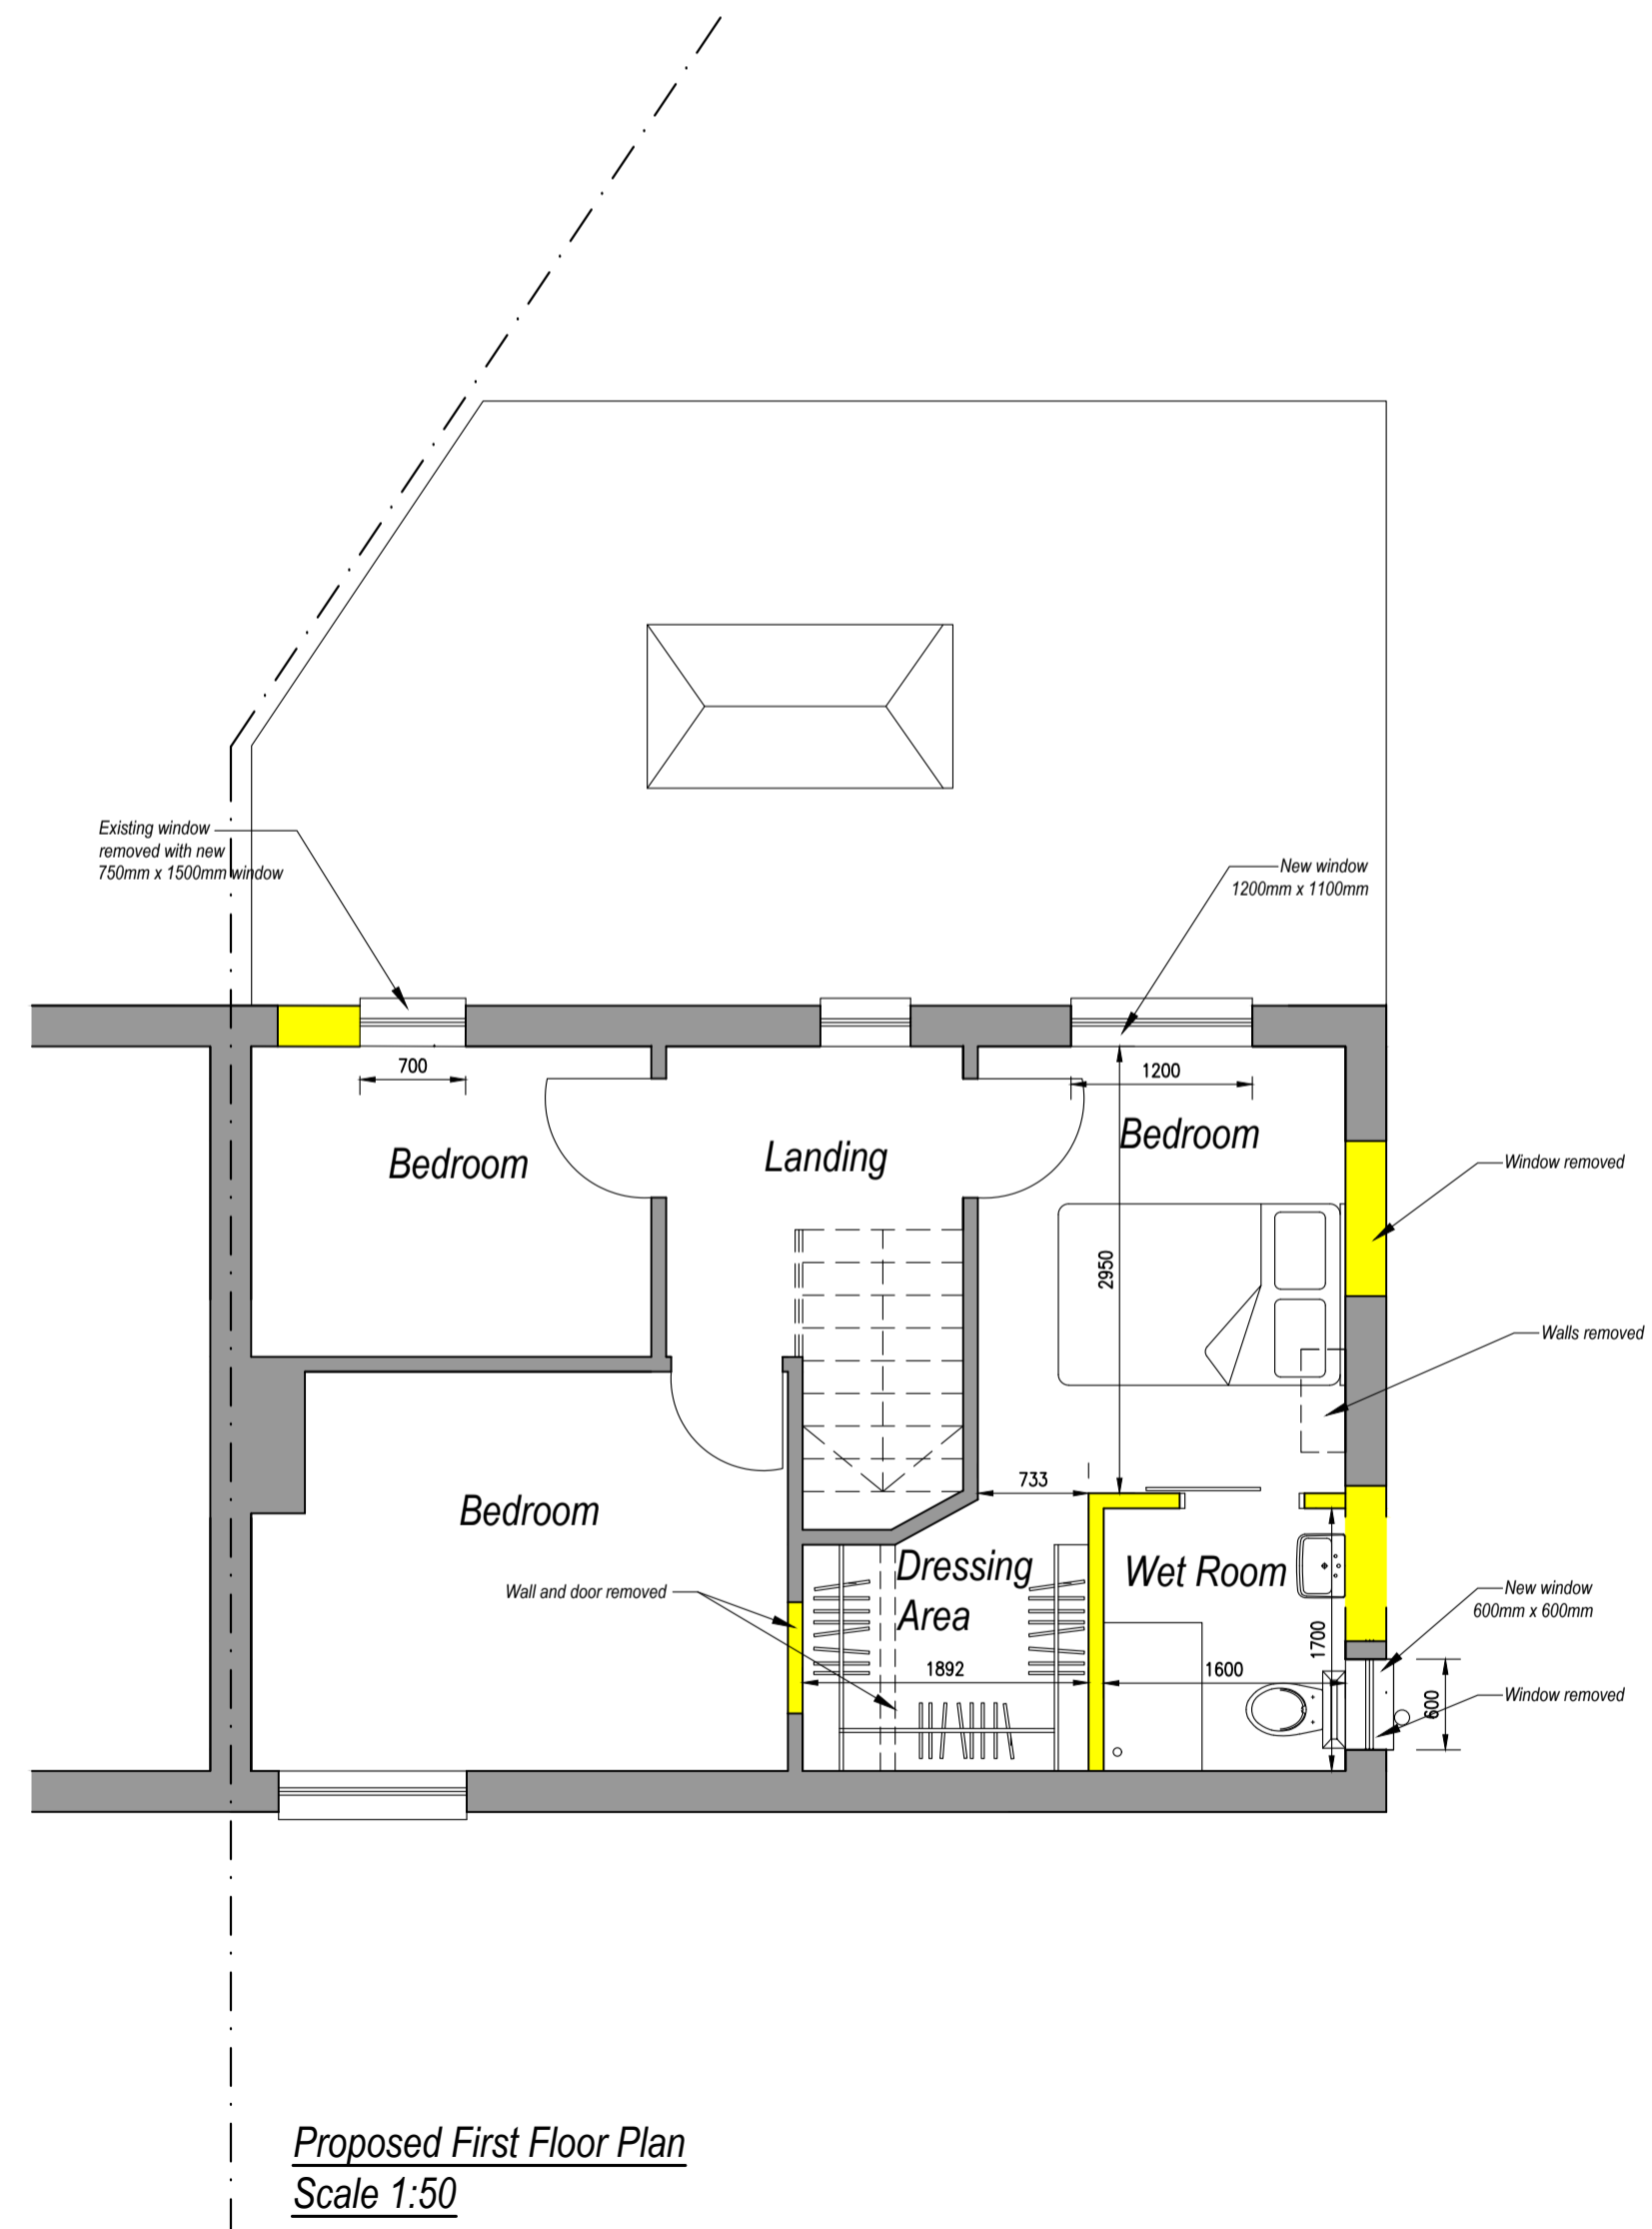 Existing window
removed with new
750mm x 1500mm window
New window
1200mm x 1100mm
700
1200
Bedroom
Landing
Bedroom
Window removed
2950
Walls removed
733
Bedroom
Dressing
Area
Wet Room
Wall and door removed
New window
600mm x 600mm
1700
1892
1600
600
Window removed
Proposed First Floor Plan
Scale 1:50